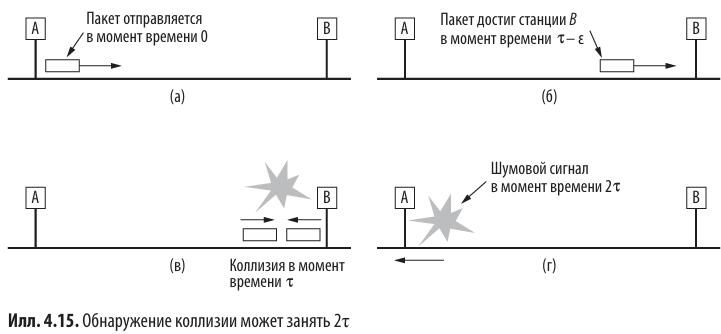 A
Пакет отправляется
в момент времени 0
B
(а)
A
Пакет достиг станции B
в момент времени τ – ε
B
(б)
A
B
(в)
Коллизия в момент
времени τ
A
Шумовой сигнал
в момент времени 2τ
B
(г)
Илл. 4.15. Обнаружение коллизии может занять 2τ